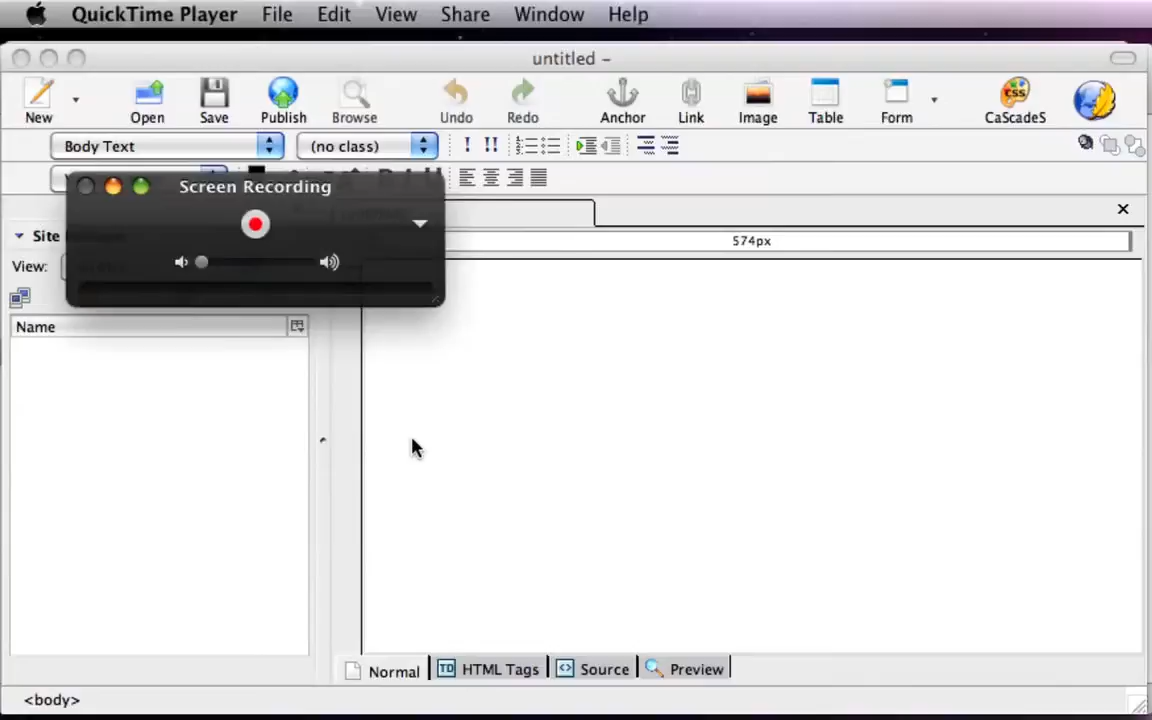 QuickTime Player File Edit View Share Window Help
untitled –
New Open Save Publish Browse Undo Redo Anchor Link Image Table Form CaScadeS
Body Text (no class) ! !!
Screen Recording
Site
574px
View:
Name
Normal TD HTML Tags Source Preview
<body>